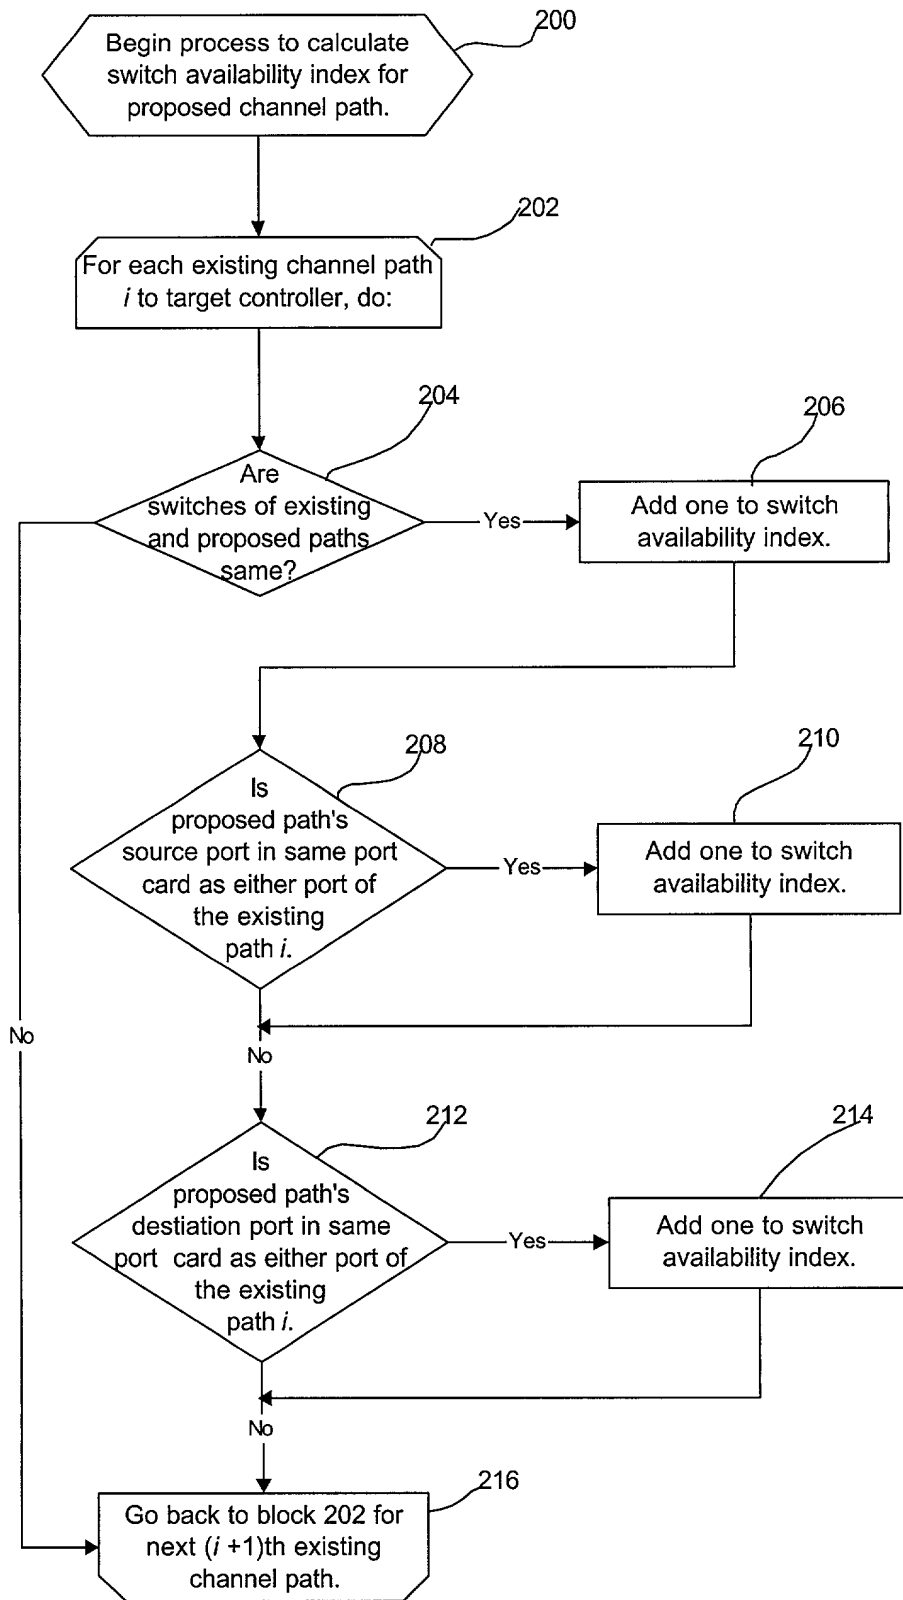 200
Begin process to calculate
switch availability index for
proposed channel path.
202
For each existing channel path
i to target controller, do:
204
Are
switches of existing
and proposed paths
same?
Yes
206
Add one to switch
availability index.
208
Is
proposed path's
source port in same port
card as either port of
the existing
path i.
Yes
210
Add one to switch
availability index.
No
No
212
Is
proposed path's
destiation port in same
port card as either port of
the existing
path i.
Yes
214
Add one to switch
availability index.
No
216
Go back to block 202 for
next (i +1)th existing
channel path.